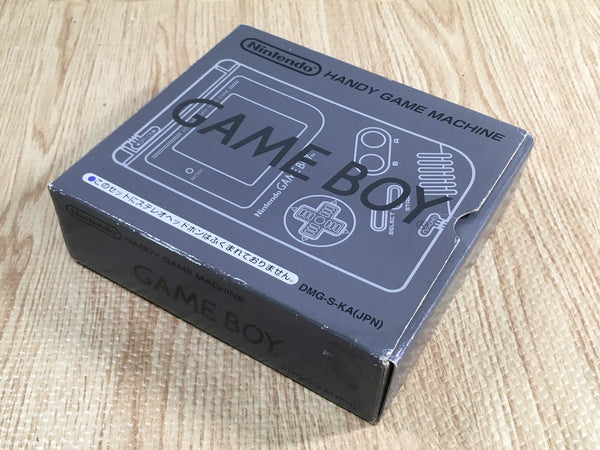 Nintendo
HANDY GAME MACHINE
GAME BOY
A
B
SELECT
Nintendo GAME BOY
●このセットにステレオヘッドホンはふくまれておりません。
DMG-S-KA(JPN)
Nintendo
HANDY GAME MACHINE
GAME BOY